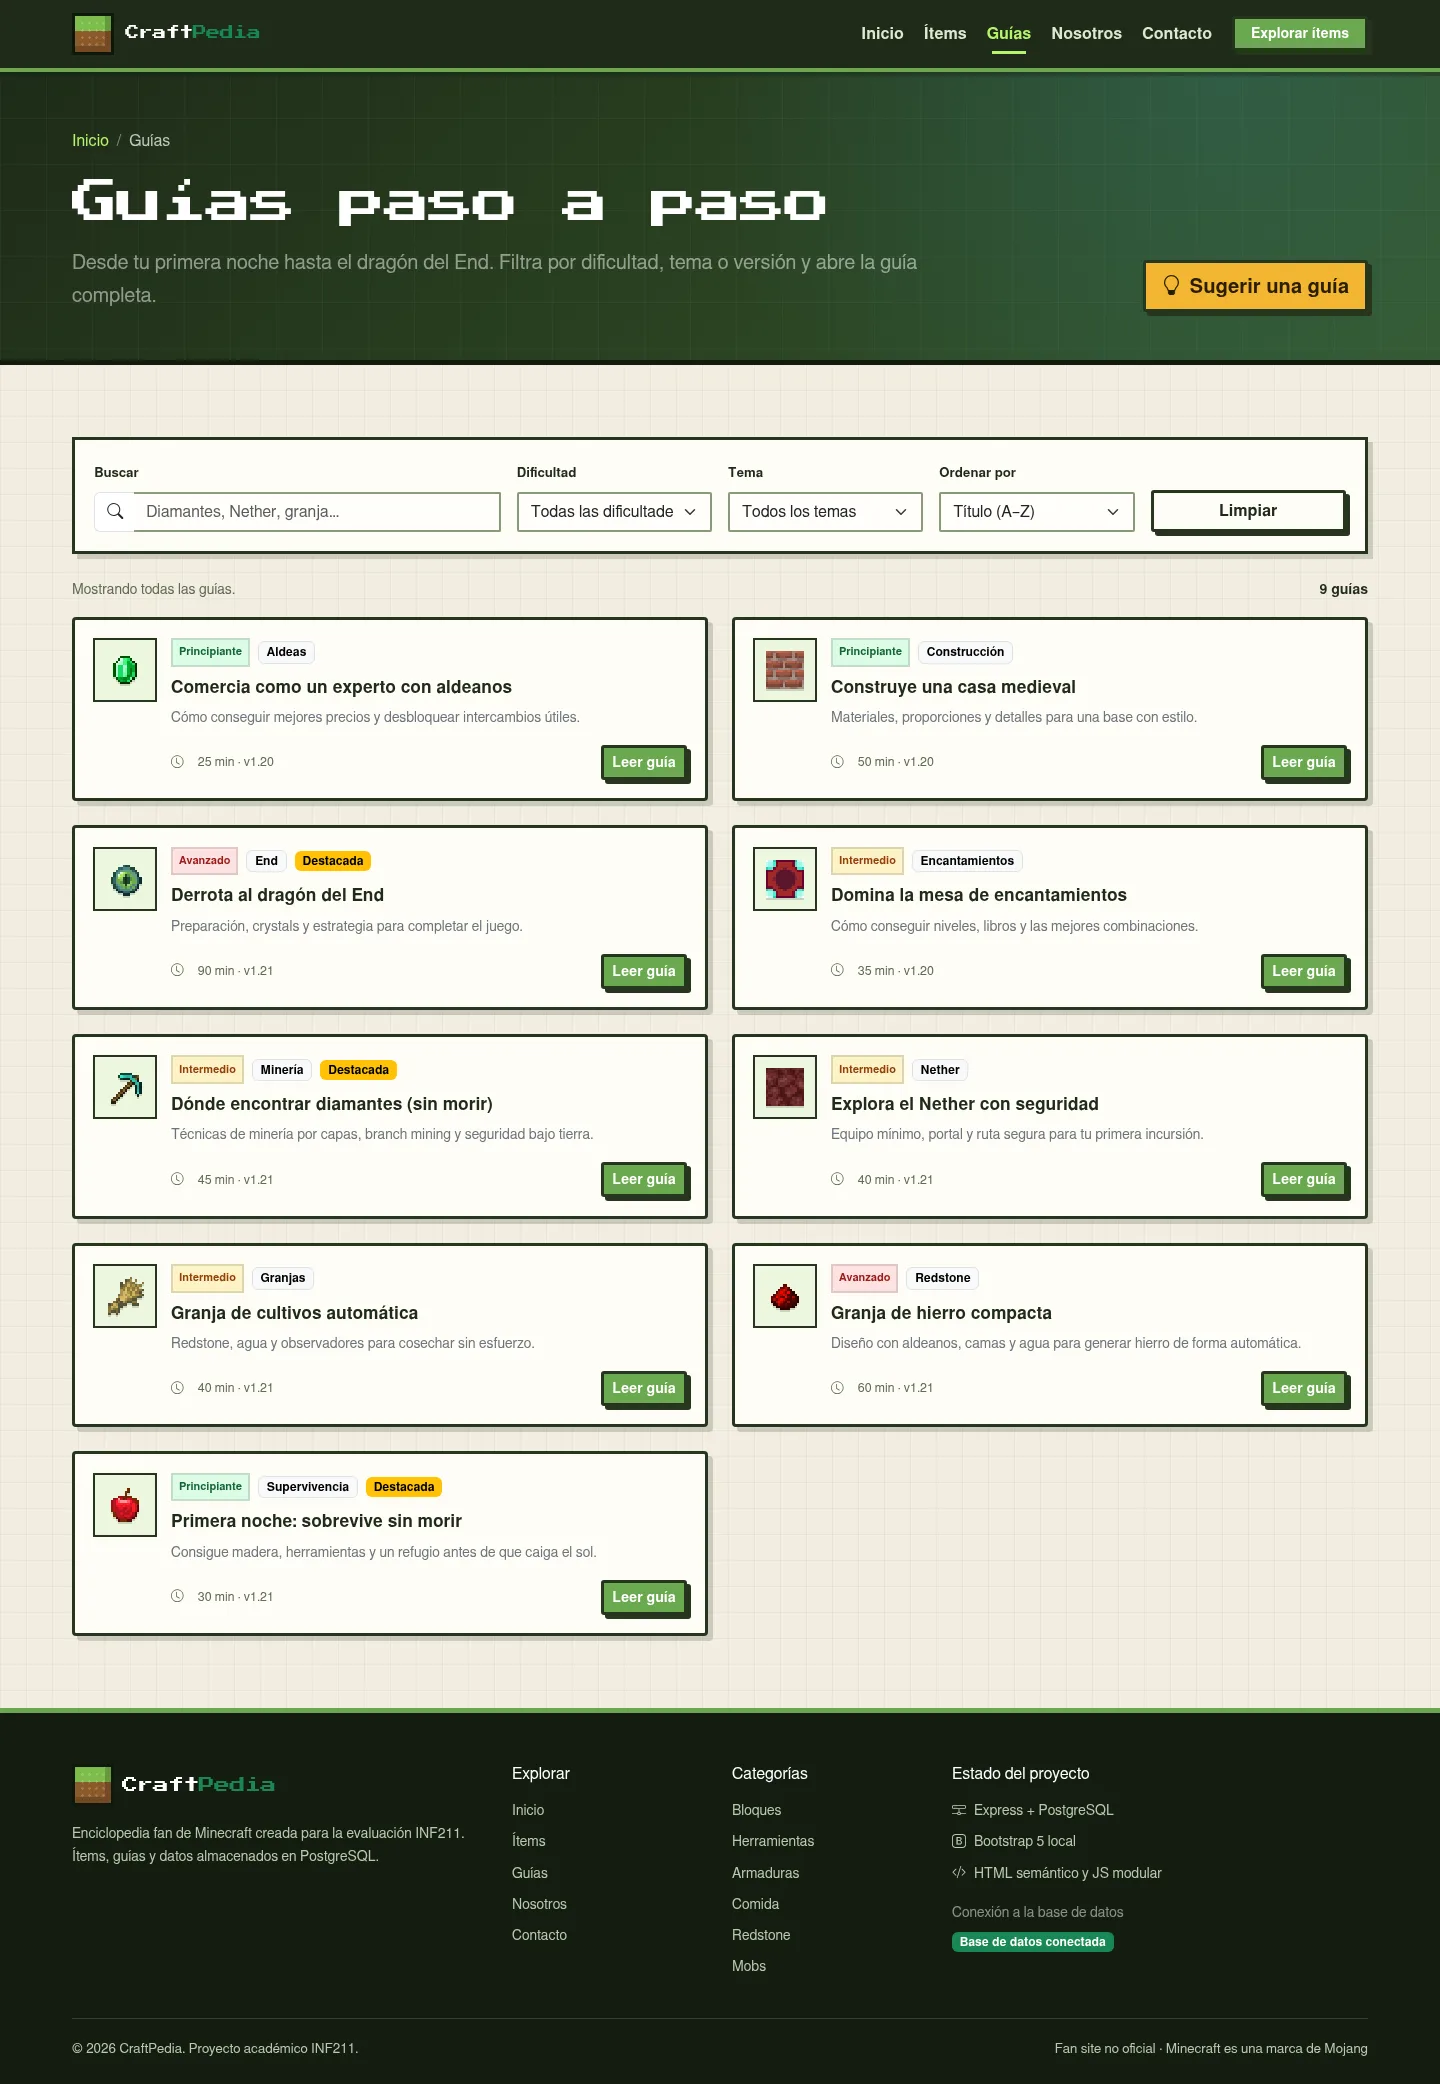 CraftPedia
Inicio
Ítems
Guías
Nosotros
Contacto
Explorar ítems
Inicio / Guías
Guías paso a paso
Desde tu primera noche hasta el dragón del End. Filtra por dificultad, tema o versión y abre la guía
completa.
Sugerir una guía
Buscar
Diamantes, Nether, granja...
Dificultad
Todas las dificultade
Tema
Todos los temas
Ordenar por
Título (A–Z)
Limpiar
Mostrando todas las guías.
9 guías
Principiante
Aldeas
Comercia como un experto con aldeanos
Cómo conseguir mejores precios y desbloquear intercambios útiles.
25 min · v1.20
Leer guía
Principiante
Construcción
Construye una casa medieval
Materiales, proporciones y detalles para una base con estilo.
50 min · v1.20
Leer guía
Avanzado
End
Destacada
Derrota al dragón del End
Preparación, crystals y estrategia para completar el juego.
90 min · v1.21
Leer guía
Intermedio
Encantamientos
Domina la mesa de encantamientos
Cómo conseguir niveles, libros y las mejores combinaciones.
35 min · v1.20
Leer guía
Intermedio
Minería
Destacada
Dónde encontrar diamantes (sin morir)
Técnicas de minería por capas, branch mining y seguridad bajo tierra.
45 min · v1.21
Leer guía
Intermedio
Nether
Explora el Nether con seguridad
Equipo mínimo, portal y ruta segura para tu primera incursión.
40 min · v1.21
Leer guía
Intermedio
Granjas
Granja de cultivos automática
Redstone, agua y observadores para cosechar sin esfuerzo.
40 min · v1.21
Leer guía
Avanzado
Redstone
Granja de hierro compacta
Diseño con aldeanos, camas y agua para generar hierro de forma automática.
60 min · v1.21
Leer guía
Principiante
Supervivencia
Destacada
Primera noche: sobrevive sin morir
Consigue madera, herramientas y un refugio antes de que caiga el sol.
30 min · v1.21
Leer guía
CraftPedia
Enciclopedia fan de Minecraft creada para la evaluación INF211.
Ítems, guías y datos almacenados en PostgreSQL.
Explorar
Inicio
Ítems
Guías
Nosotros
Contacto
Categorías
Bloques
Herramientas
Armaduras
Comida
Redstone
Mobs
Estado del proyecto
Express + PostgreSQL
Bootstrap 5 local
HTML semántico y JS modular
Conexión a la base de datos
Base de datos conectada
© 2026 CraftPedia. Proyecto académico INF211.
Fan site no oficial · Minecraft es una marca de Mojang